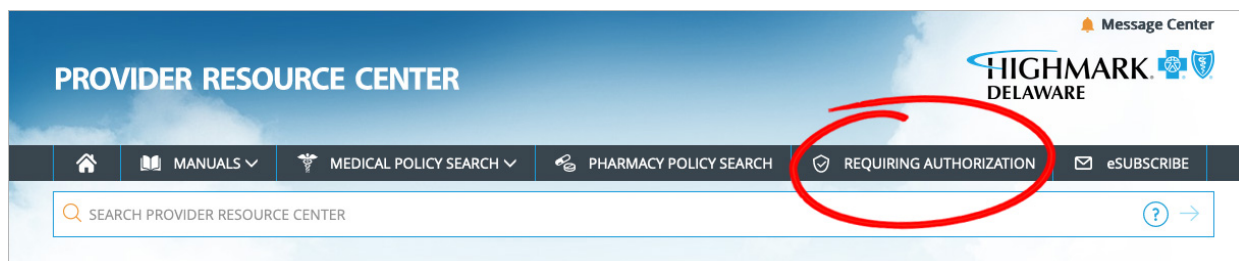 Message Center
PROVIDER RESOURCE CENTER
HIGHMARK.
DELAWARE
MANUALS
MEDICAL POLICY SEARCH
PHARMACY POLICY SEARCH
REQUIRING AUTHORIZATION
eSUBSCRIBE
SEARCH PROVIDER RESOURCE CENTER
?